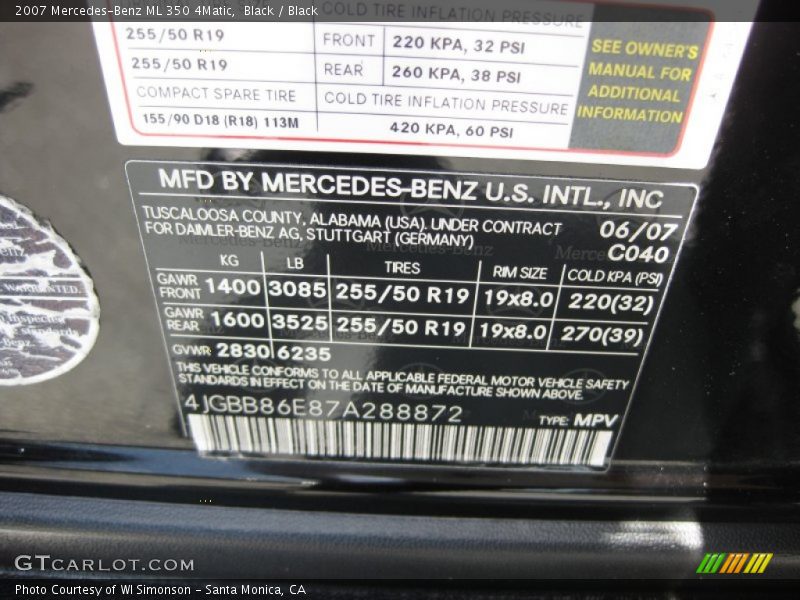 2007 Mercedes-Benz ML 350 4Matic, Black / Black
COLD TIRE INFLATION PRESSURE
255/50 R19 FRONT 220 KPA, 32 PSI
255/50 R19 REAR 260 KPA, 38 PSI
COMPACT SPARE TIRE COLD TIRE INFLATION PRESSURE
155/90 D18 (R18) 113M 420 KPA, 60 PSI
SEE OWNER'S
MANUAL FOR
ADDITIONAL
INFORMATION
MFD BY MERCEDES-BENZ U.S. INTL., INC
TUSCALOOSA COUNTY, ALABAMA (USA). UNDER CONTRACT 06/07
FOR DAIMLER-BENZ AG, STUTTGART (GERMANY) C040
KG LB TIRES RIM SIZE COLD KPA (PSI)
GAWR FRONT 1400 3085 255/50 R19 19x8.0 220(32)
GAWR REAR 1600 3525 255/50 R19 19x8.0 270(39)
GVWR 2830 6235
THIS VEHICLE CONFORMS TO ALL APPLICABLE FEDERAL MOTOR VEHICLE SAFETY
STANDARDS IN EFFECT ON THE DATE OF MANUFACTURE SHOWN ABOVE.
4JGBB86E87A288872 TYPE: MPV
WARRANTED.
GTCARLOT.COM
Photo Courtesy of WI Simonson - Santa Monica, CA